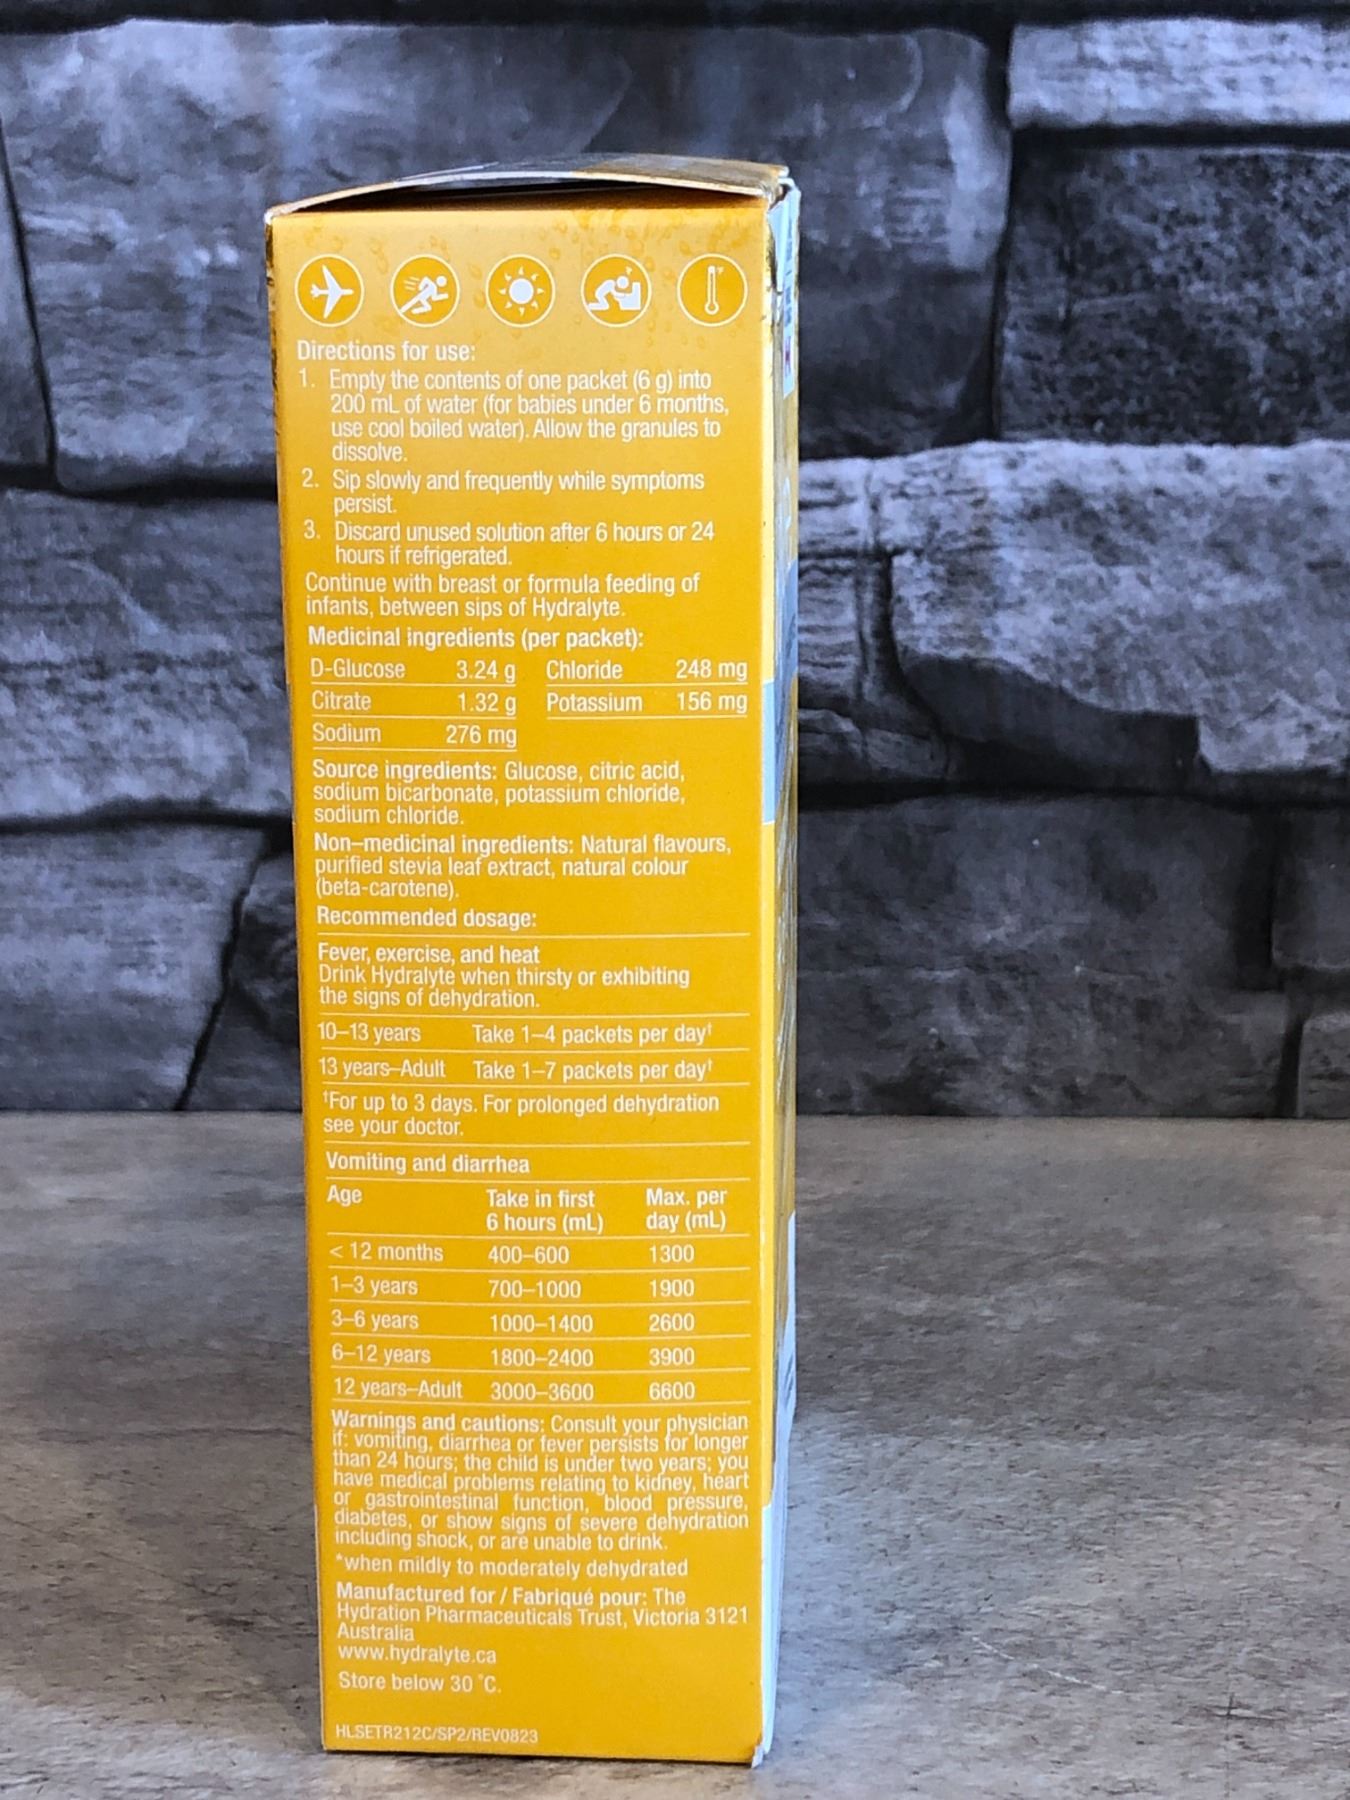 Directions for use:
1. Empty the contents of one packet (6 g) into
200 mL of water (for babies under 6 months,
use cool boiled water). Allow the granules to
dissolve.
2. Sip slowly and frequently while symptoms
persist.
3. Discard unused solution after 6 hours or 24
hours if refrigerated.
Continue with breast or formula feeding of
infants, between sips of Hydralyte.
Medicinal ingredients (per packet):
D-Glucose 3.24 g Chloride 248 mg
Citrate 1.32 g Potassium 156 mg
Sodium 276 mg
Source ingredients: Glucose, citric acid,
sodium bicarbonate, potassium chloride,
sodium chloride.
Non–medicinal ingredients: Natural flavours,
purified stevia leaf extract, natural colour
(beta-carotene).
Recommended dosage:
Fever, exercise, and heat
Drink Hydralyte when thirsty or exhibiting
the signs of dehydration.
10–13 years Take 1–4 packets per day†
13 years–Adult Take 1–7 packets per day†
†For up to 3 days. For prolonged dehydration
see your doctor.
Vomiting and diarrhea
Age Take in first Max. per
6 hours (mL) day (mL)
< 12 months 400–600 1300
1–3 years 700–1000 1900
3–6 years 1000–1400 2600
6–12 years 1800–2400 3900
12 years–Adult 3000–3600 6600
Warnings and cautions: Consult your physician
if: vomiting, diarrhea or fever persists for longer
than 24 hours; the child is under two years; you
have medical problems relating to kidney, heart
or gastrointestinal function, blood pressure,
diabetes, or show signs of severe dehydration
including shock, or are unable to drink.
*when mildly to moderately dehydrated
Manufactured for / Fabriqué pour: The
Hydration Pharmaceuticals Trust, Victoria 3121
Australia
www.hydralyte.ca
Store below 30 °C.
HLSETR212C/SP2/REV0823